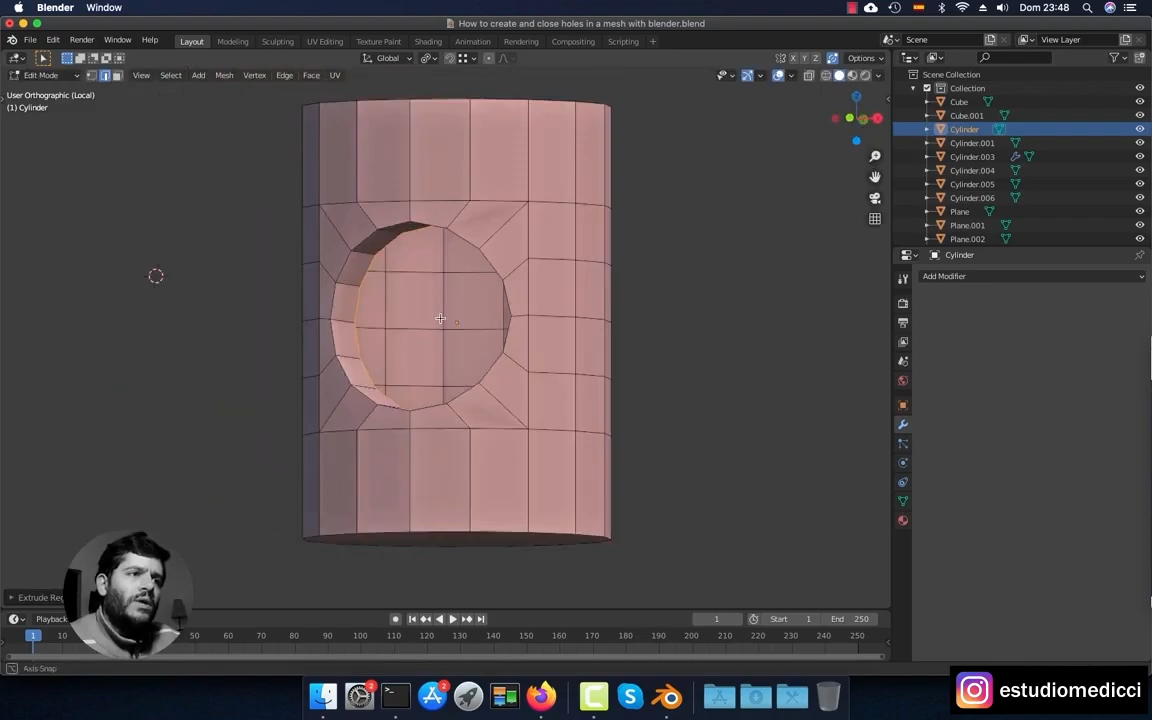 Blender Window Dom 23:48
How to create and close holes in a mesh with blender.blend
File Edit Render Window Help Layout Modeling Sculpting UV Editing Texture Paint Shading Animation Rendering Compositing Scripting + Scene View Layer
Global X Y Z Options
Edit Mode View Select Add Mesh Vertex Edge Face UV
User Orthographic (Local)
(1) Cylinder
Z
X
Scene Collection
Collection
Cube
Cube.001
Cylinder
Cylinder.001
Cylinder.003
Cylinder.004
Cylinder.005
Cylinder.006
Plane
Plane.001
Plane.002
Cylinder
Add Modifier
Extrude Reg
Playback 1 Start 1 End 250
1 10 50 60 70 80 90 100 110 120 130 140 150 160 170 180 190 200 210 220 230 240 250
Axis Snap
2 2
estudiomedicci